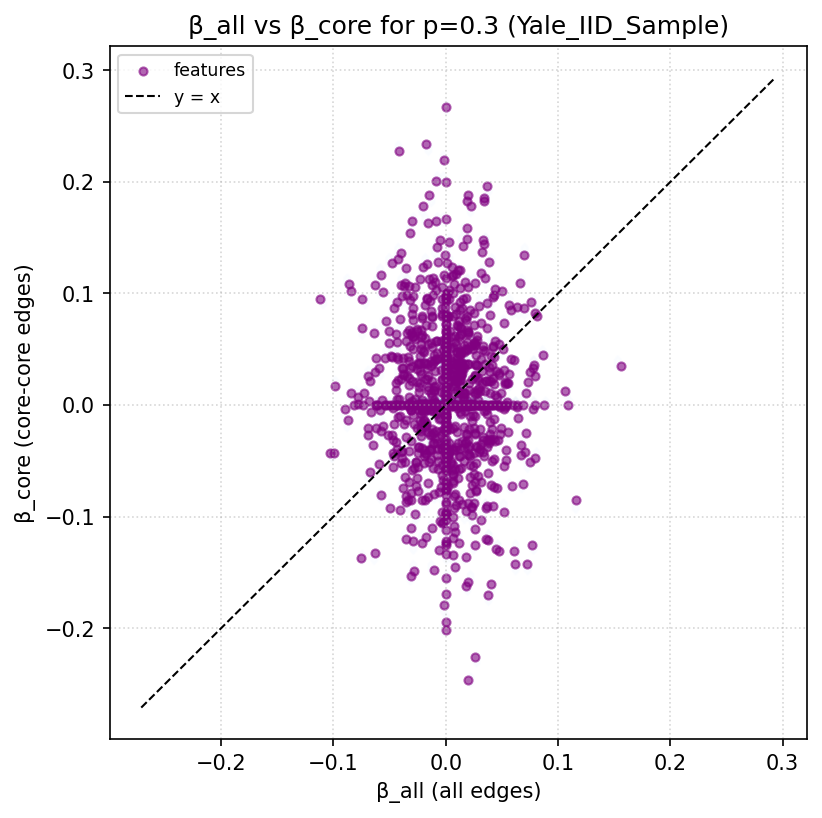 β_all vs β_core for p=0.3 (Yale_IID_Sample)
features
y = x
0.3
0.2
0.1
0.0
−0.1
−0.2
β_core (core-core edges)
−0.2
−0.1
0.0
0.1
0.2
0.3
β_all (all edges)